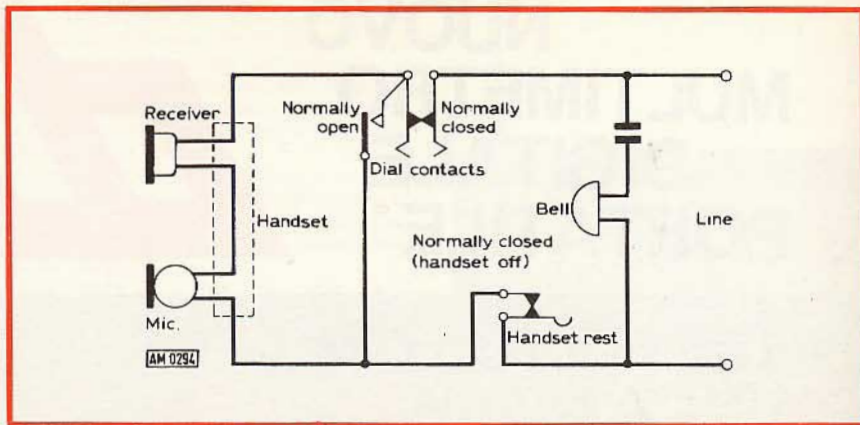 Receiver
Normally
open
Normally
closed
Dial contacts
Handset
Bell
Line
Normally closed
(handset off)
Mic.
Handset rest
AM 0294